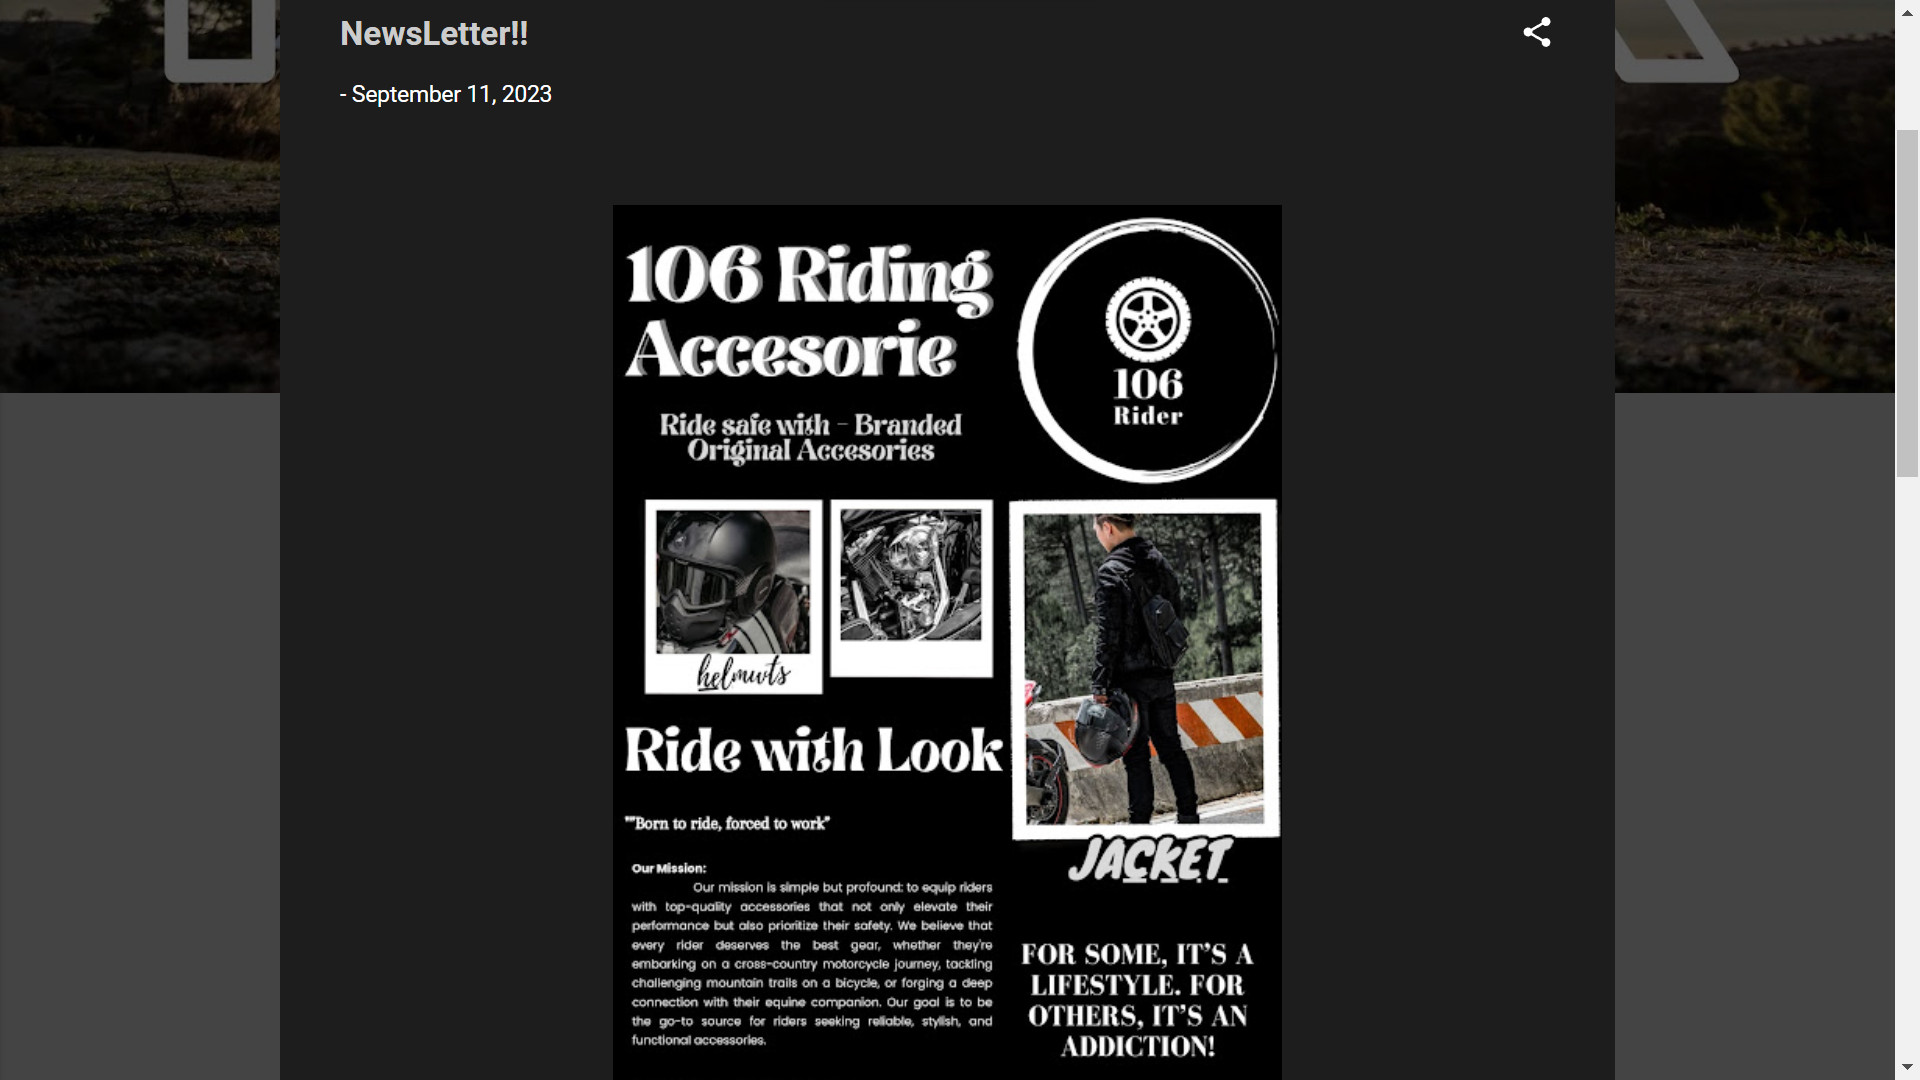 NewsLetter!!
- September 11, 2023
106 Riding
Accesorie
Ride safe with - Branded
Original Accesories
106
Rider
helmwts
Ride with Look
""Born to ride, forced to work"
Our Mission:
Our mission is simple but profound: to equip riders
with top-quality accessories that not only elevate their
performance but also prioritize their safety. We believe that
every rider deserves the best gear, whether they're
embarking on a cross-country motorcycle journey, tackling
challenging mountain trails on a bicycle, or forging a deep
connection with their equine companion. Our goal is to be
the go-to source for riders seeking reliable, stylish, and
functional accessories.
JACKET
FOR SOME, IT'S A
LIFESTYLE. FOR
OTHERS, IT'S AN
ADDICTION!